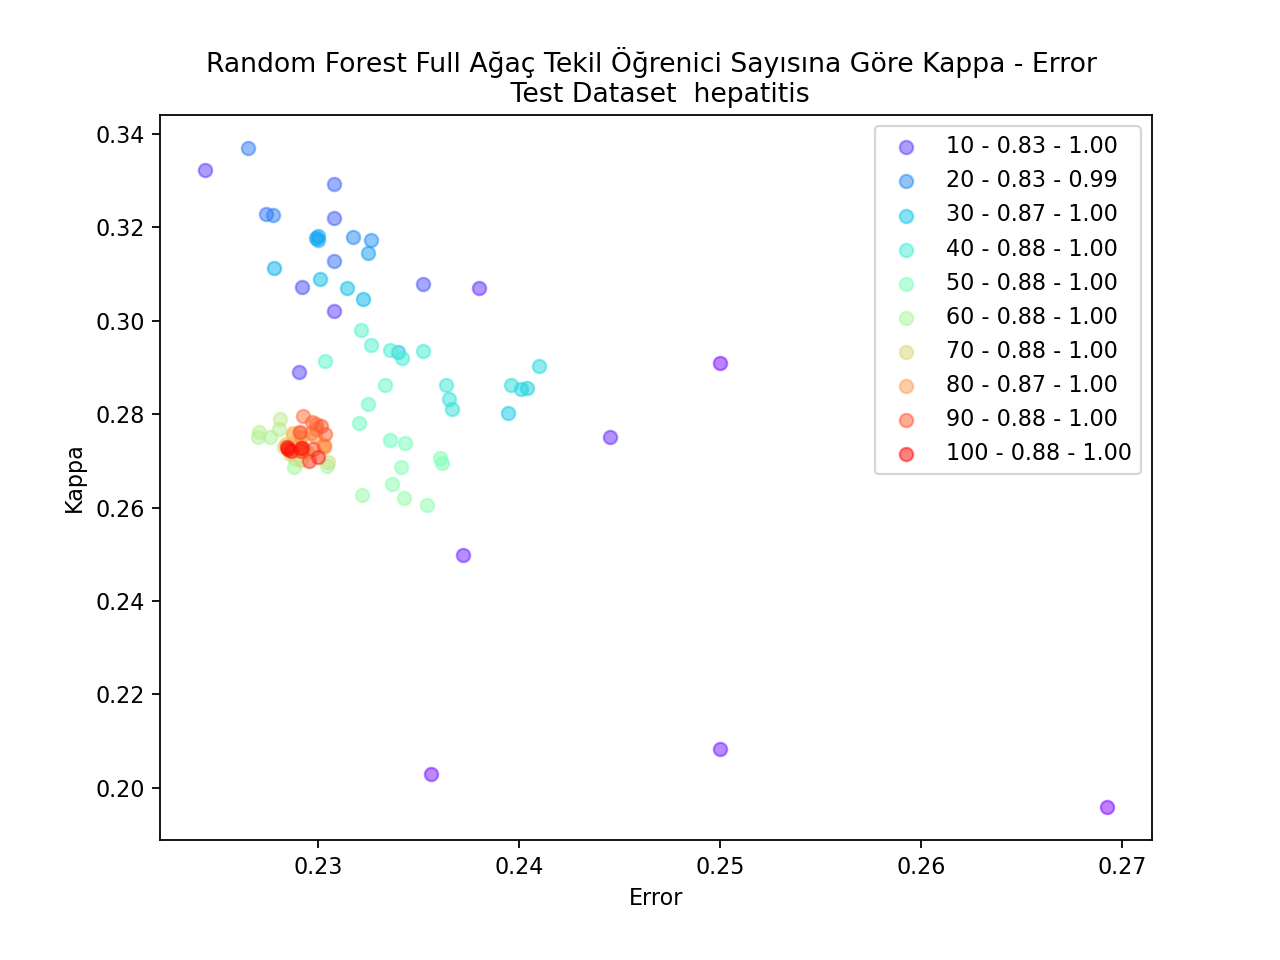 Random Forest Full Ağaç Tekil Öğrenici Sayısına Göre Kappa - Error
Test Dataset  hepatitis
0.34
0.32
0.30
0.28
0.26
0.24
0.22
0.20
Kappa
10 - 0.83 - 1.00
20 - 0.83 - 0.99
30 - 0.87 - 1.00
40 - 0.88 - 1.00
50 - 0.88 - 1.00
60 - 0.88 - 1.00
70 - 0.88 - 1.00
80 - 0.87 - 1.00
90 - 0.88 - 1.00
100 - 0.88 - 1.00
0.23
0.24
0.25
0.26
0.27
Error